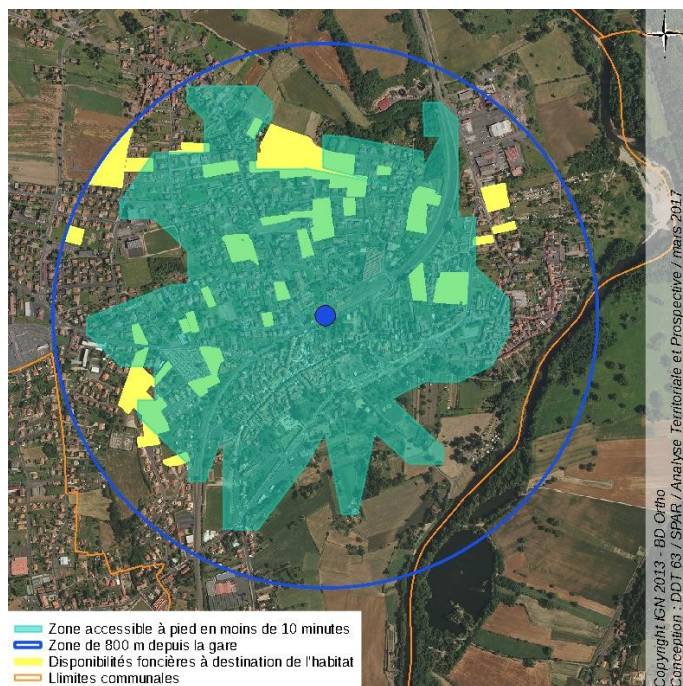 Zone accessible à pied en moins de 10 minutes
Zone de 800 m depuis la gare
Disponibilités foncières à destination de l'habitat
Llimites communales
Copyright IGN 2013 - BD Ortho
Conception : DDT 63 / SPAR / Analyse Territoriale et Prospective / mars 2017